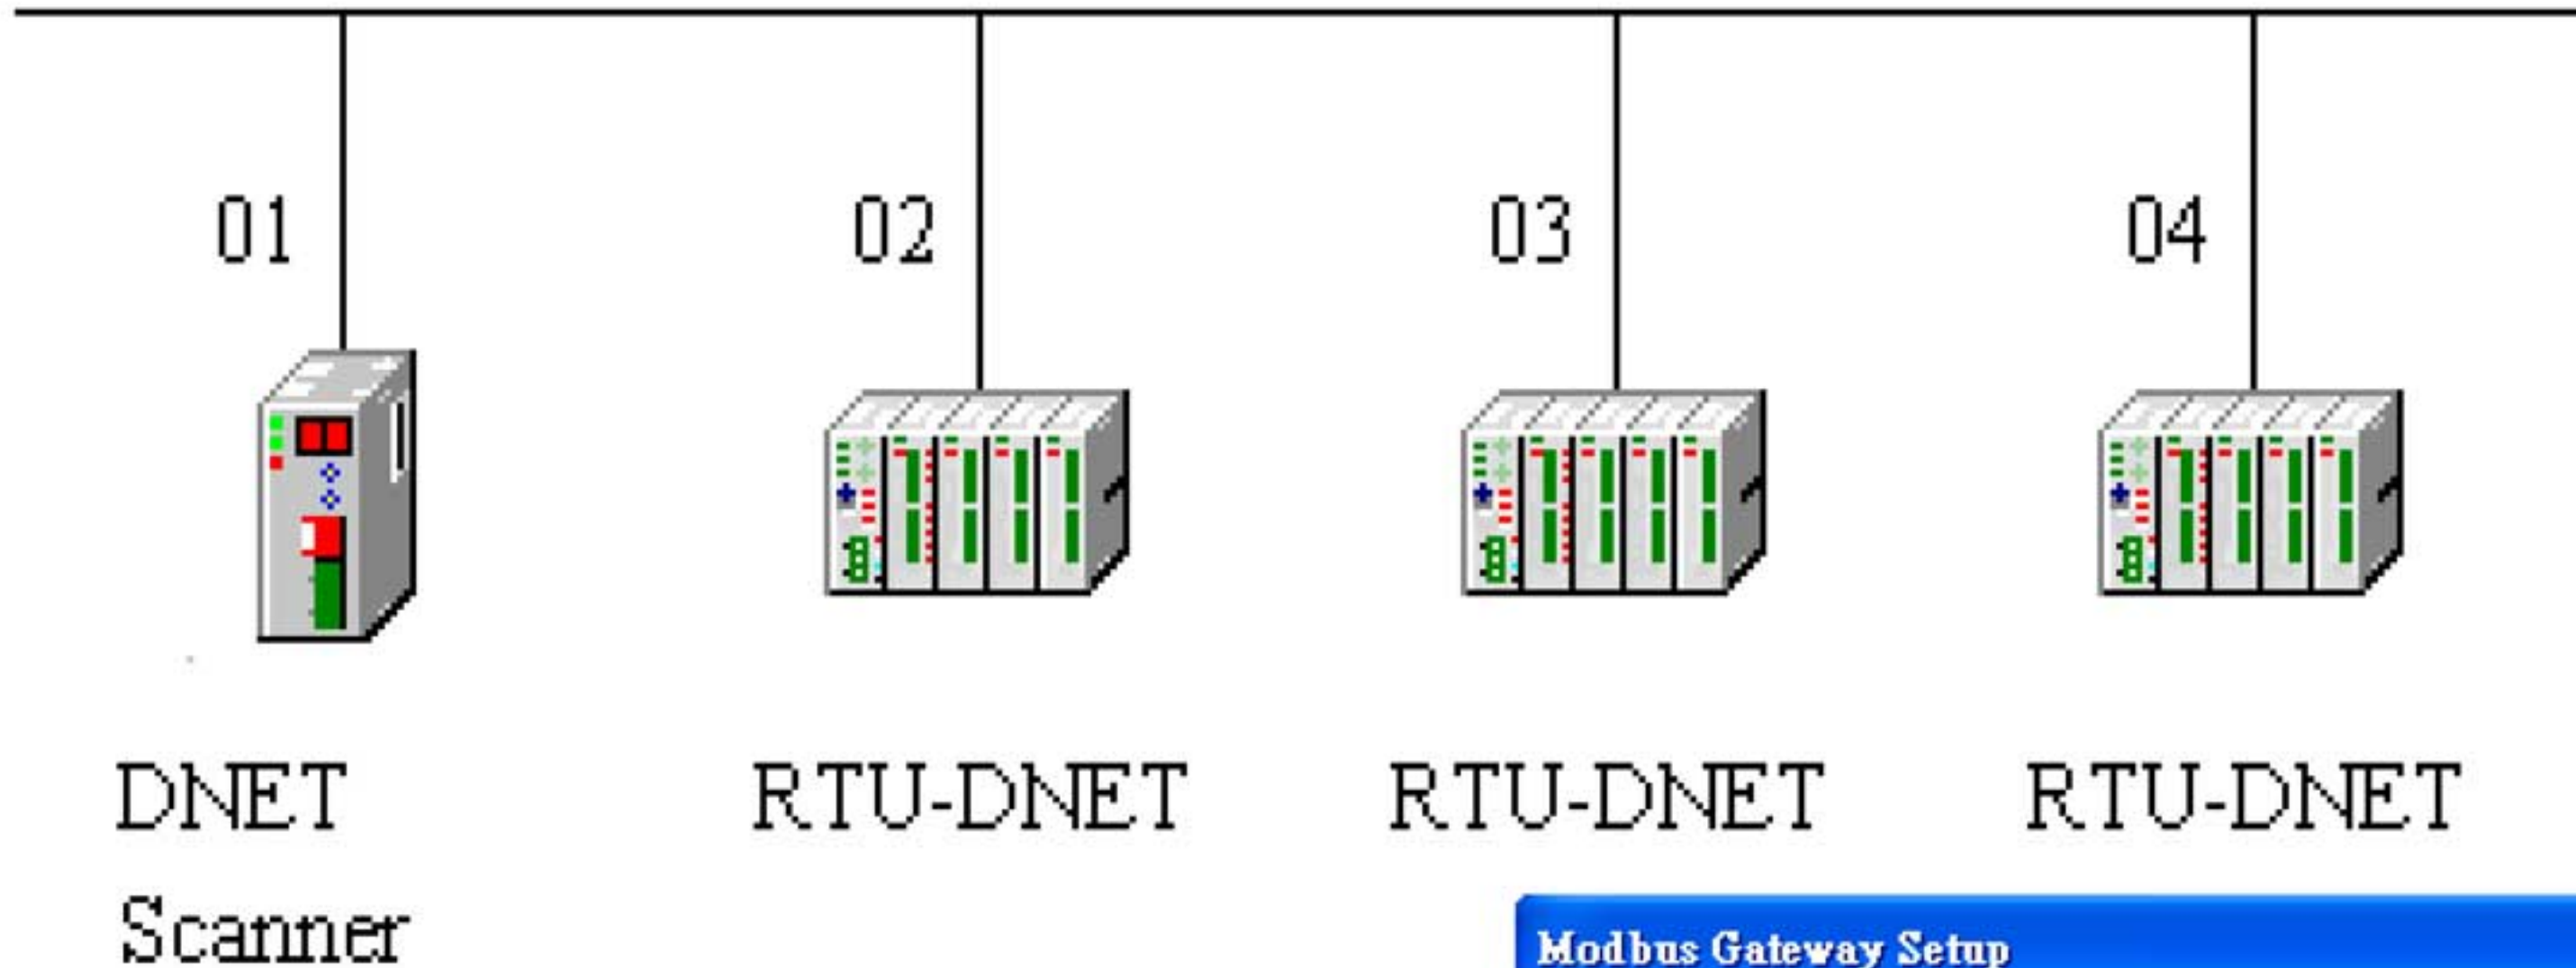 01 02 03 04
DNET RTU-DNET RTU-DNET RTU-DNET
Scanner
Modbus Gateway Setup